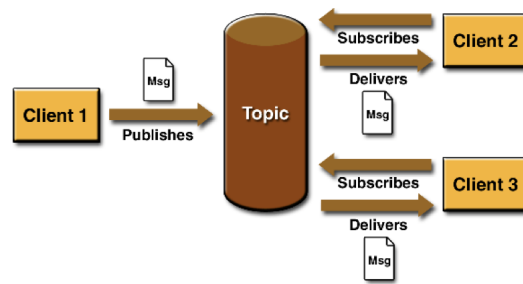 Msg
Client 1
Publishes
Topic
Subscribes
Client 2
Delivers
Msg
Subscribes
Client 3
Delivers
Msg